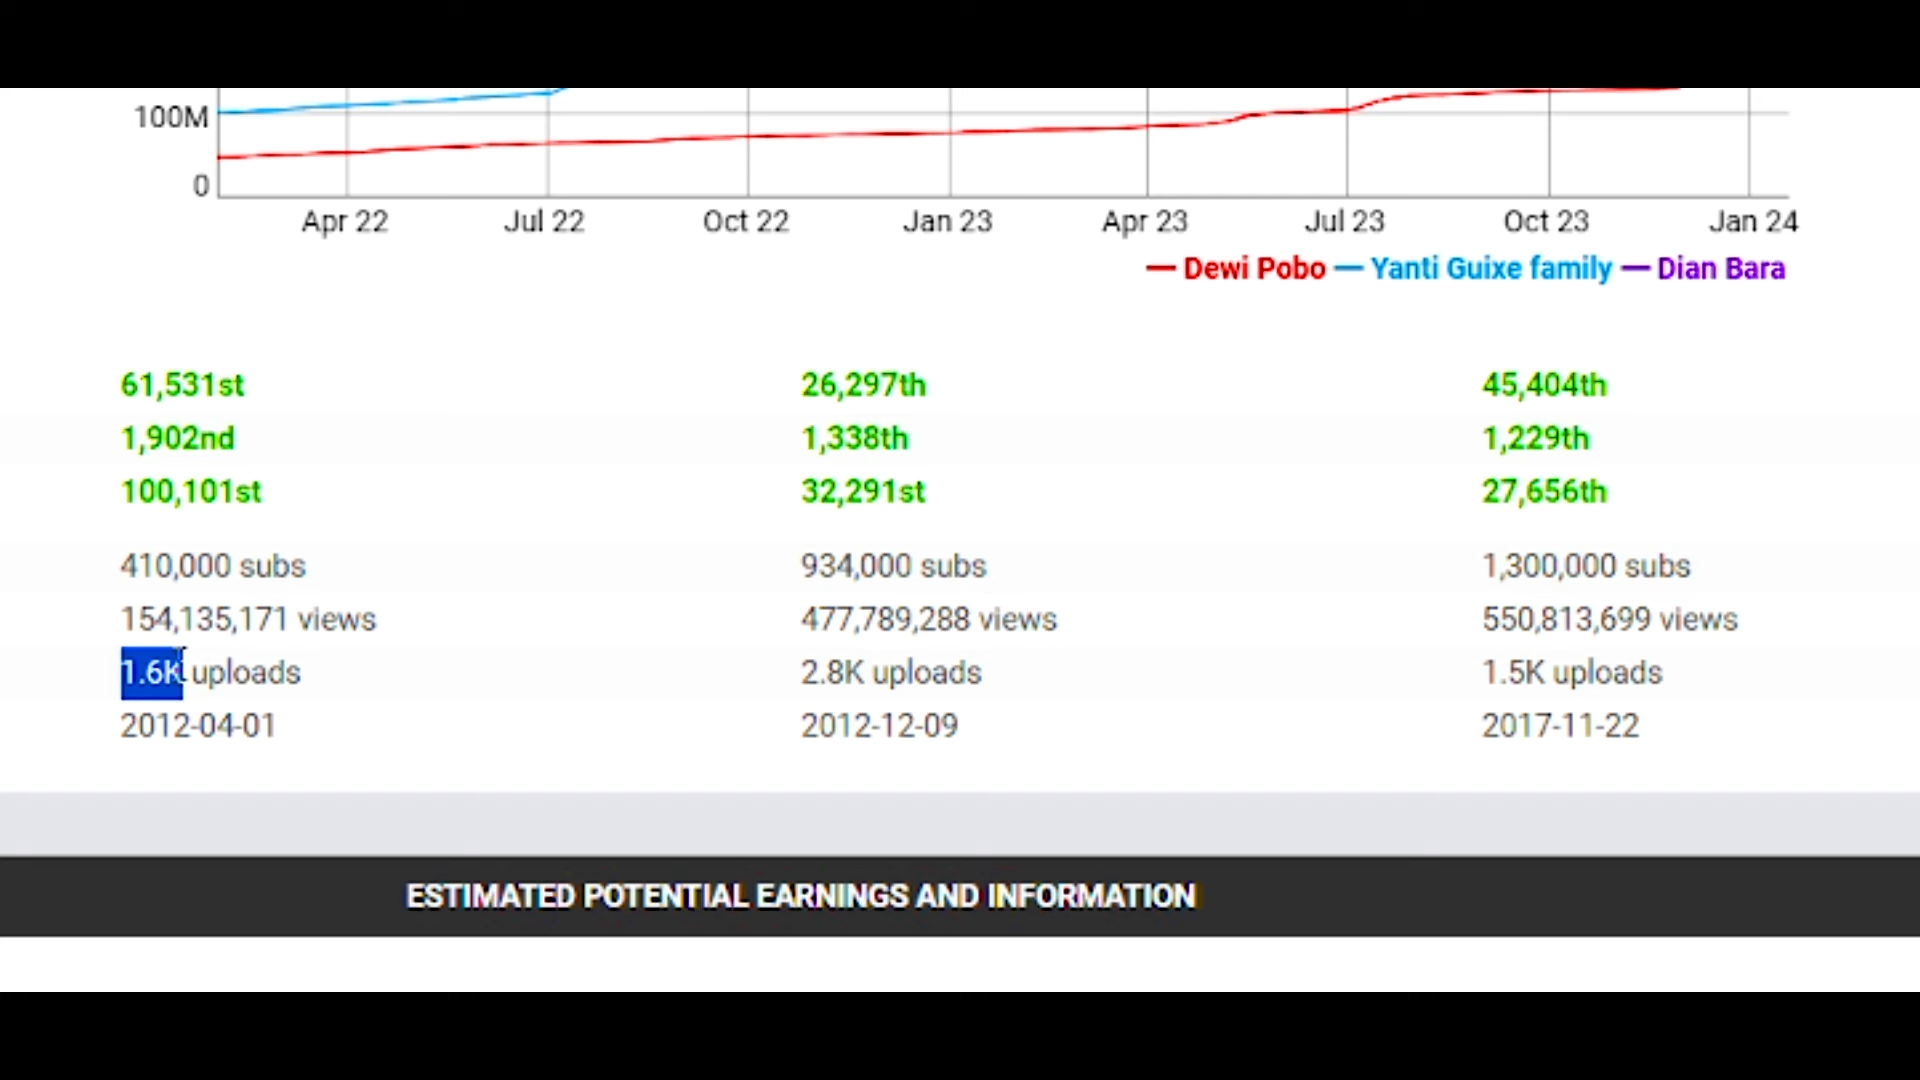 100M
0
Apr 22 Jul 22 Oct 22 Jan 23 Apr 23 Jul 23 Oct 23 Jan 24
Dewi Pobo Yanti Guixe family Dian Bara
61,531st 26,297th 45,404th
1,902nd 1,338th 1,229th
100,101st 32,291st 27,656th
410,000 subs 934,000 subs 1,300,000 subs
154,135,171 views 477,789,288 views 550,813,699 views
1.6K uploads 2.8K uploads 1.5K uploads
2012-04-01 2012-12-09 2017-11-22
ESTIMATED POTENTIAL EARNINGS AND INFORMATION